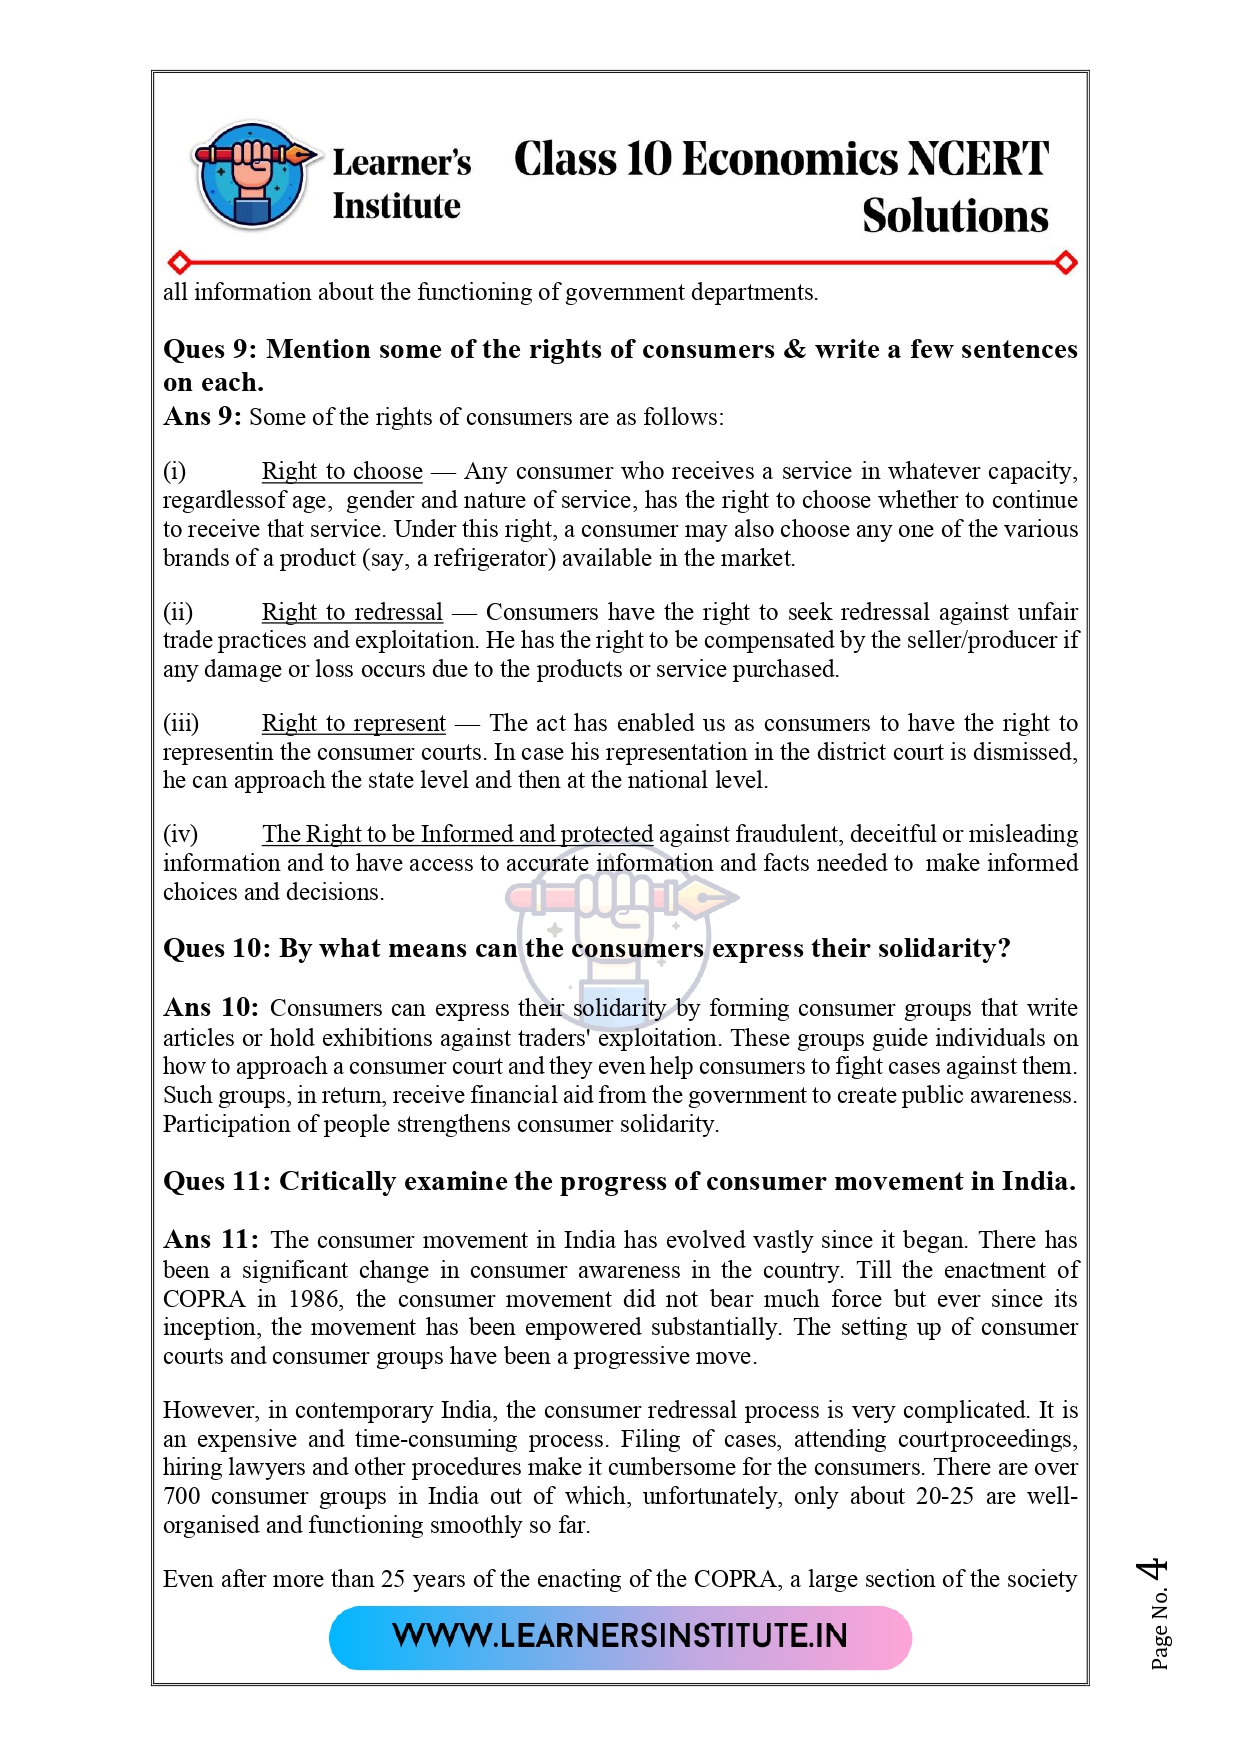 Learner's
Institute
Class 10 Economics NCERT
Solutions
all information about the functioning of government departments.
Ques 9: Mention some of the rights of consumers & write a few sentences
on each.
Ans 9: Some of the rights of consumers are as follows:
(i) Right to choose — Any consumer who receives a service in whatever capacity,
regardlessof age, gender and nature of service, has the right to choose whether to continue
to receive that service. Under this right, a consumer may also choose any one of the various
brands of a product (say, a refrigerator) available in the market.
(ii) Right to redressal — Consumers have the right to seek redressal against unfair
trade practices and exploitation. He has the right to be compensated by the seller/producer if
any damage or loss occurs due to the products or service purchased.
(iii) Right to represent — The act has enabled us as consumers to have the right to
representin the consumer courts. In case his representation in the district court is dismissed,
he can approach the state level and then at the national level.
(iv) The Right to be Informed and protected against fraudulent, deceitful or misleading
information and to have access to accurate information and facts needed to make informed
choices and decisions.
Ques 10: By what means can the consumers express their solidarity?
Ans 10: Consumers can express their solidarity by forming consumer groups that write
articles or hold exhibitions against traders' exploitation. These groups guide individuals on
how to approach a consumer court and they even help consumers to fight cases against them.
Such groups, in return, receive financial aid from the government to create public awareness.
Participation of people strengthens consumer solidarity.
Ques 11: Critically examine the progress of consumer movement in India.
Ans 11: The consumer movement in India has evolved vastly since it began. There has
been a significant change in consumer awareness in the country. Till the enactment of
COPRA in 1986, the consumer movement did not bear much force but ever since its
inception, the movement has been empowered substantially. The setting up of consumer
courts and consumer groups have been a progressive move.
However, in contemporary India, the consumer redressal process is very complicated. It is
an expensive and time-consuming process. Filing of cases, attending courtproceedings,
hiring lawyers and other procedures make it cumbersome for the consumers. There are over
700 consumer groups in India out of which, unfortunately, only about 20-25 are well-
organised and functioning smoothly so far.
Even after more than 25 years of the enacting of the COPRA, a large section of the society
WWW.LEARNERSINSTITUTE.IN
Page No. 4